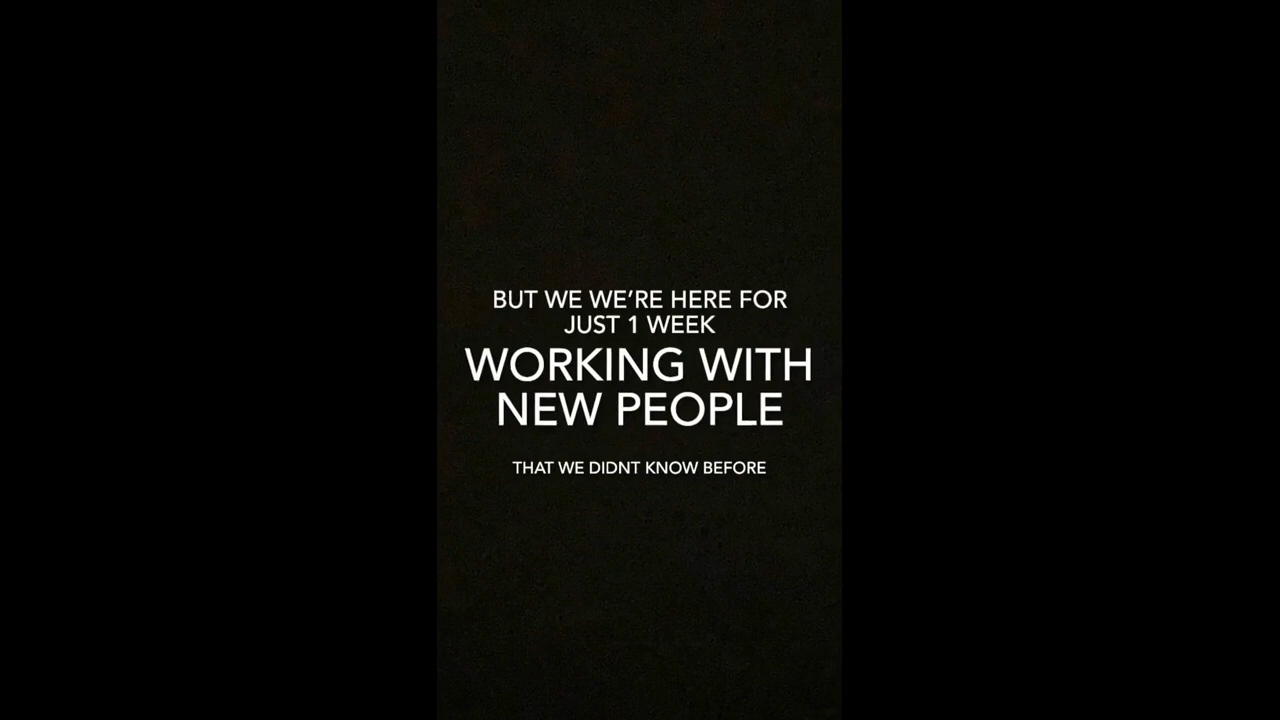 BUT WE WE'RE HERE FOR
JUST 1 WEEK
WORKING WITH
NEW PEOPLE
THAT WE DIDNT KNOW BEFORE